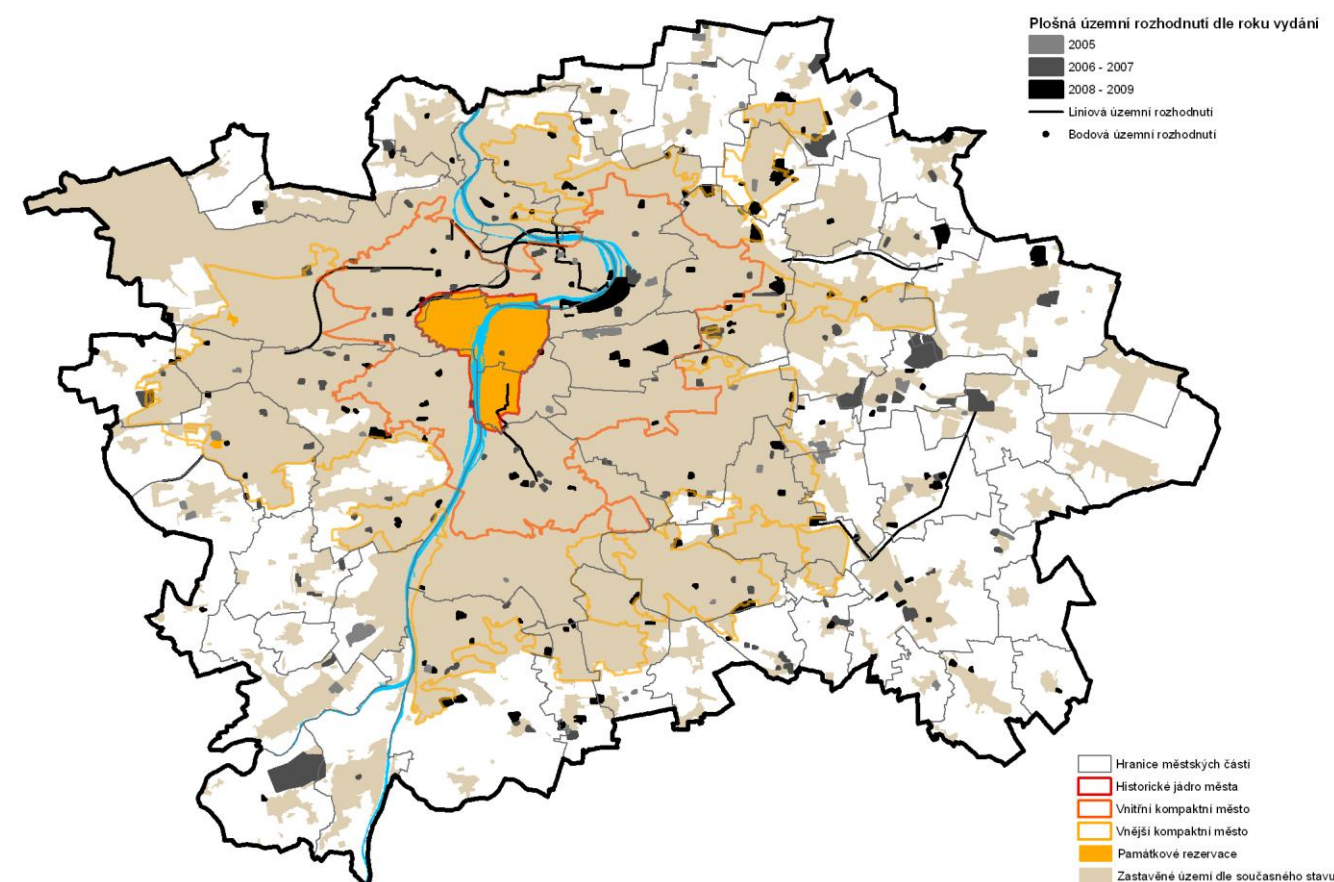 Plošná územní rozhodnutí dle roku vydání
2005
2006 - 2007
2008 - 2009
Liniová územní rozhodnutí
Bodová územní rozhodnutí
Hranice městských částí
Historické jádro města
Vnitřní kompaktní město
Vnější kompaktní město
Památkové rezervace
Zastavěné území dle současného stavu